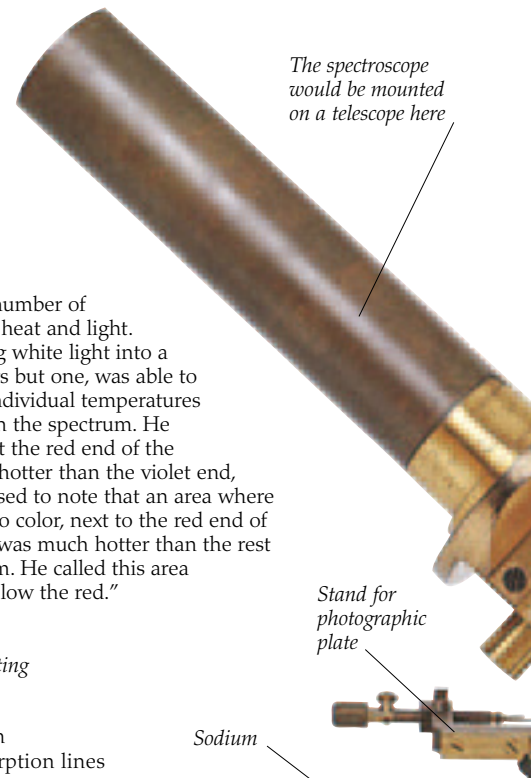 The spectroscope
would be mounted
on a telescope here
number of
heat and light.
white light into a
s but one, was able to
ndividual temperatures
n the spectrum. He
t the red end of the
hotter than the violet end,
sed to note that an area where
o color, next to the red end of
was much hotter than the rest
m. He called this area
low the red.”
Stand for
photographic
plate
ting
n
Sodium
rption lines